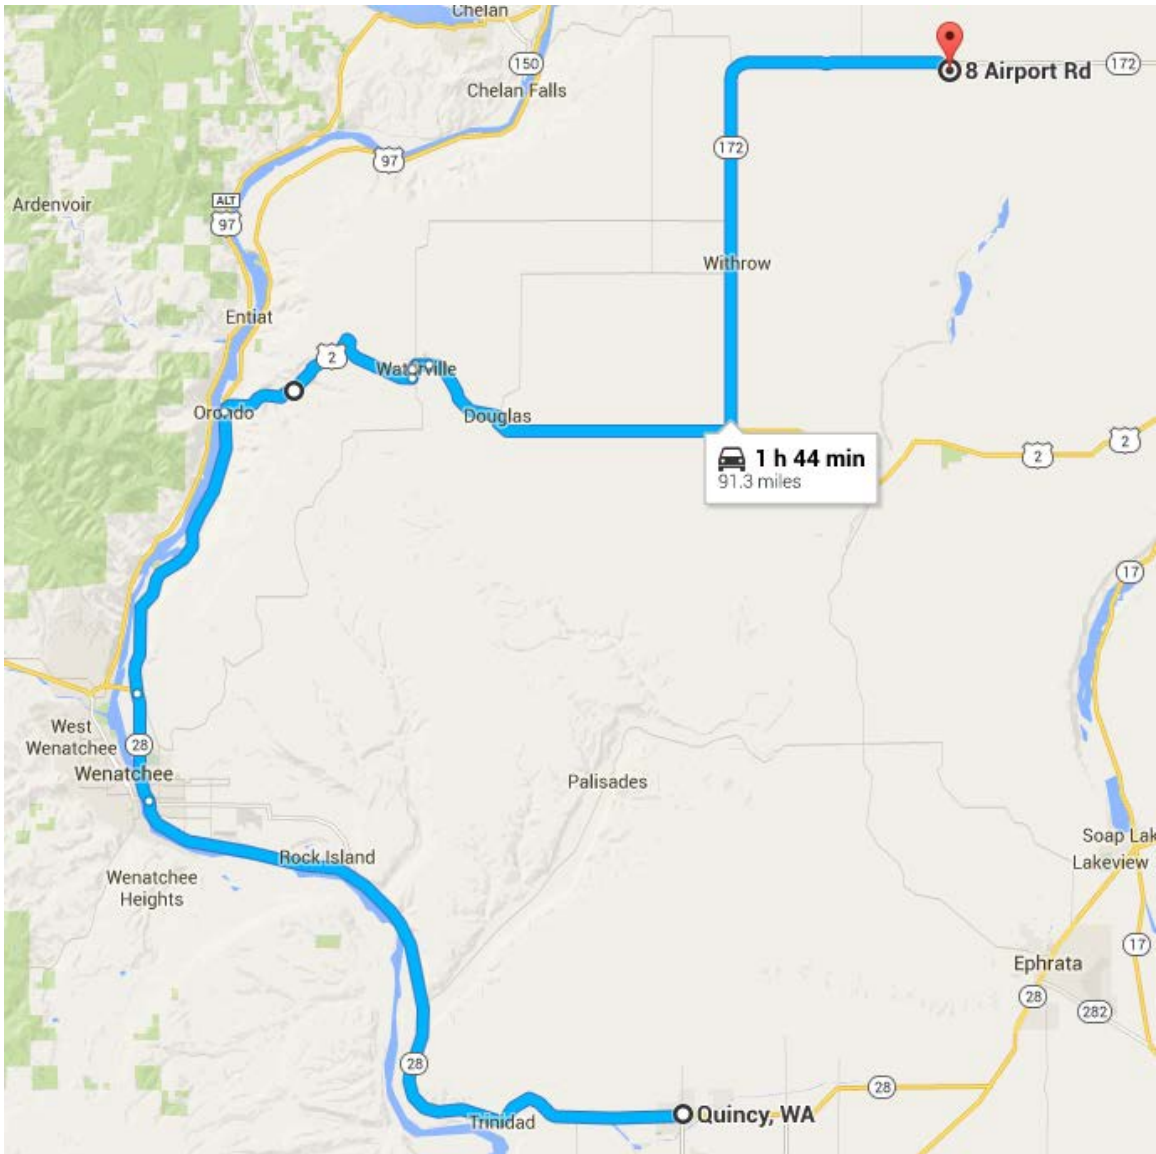 Chelan
150
Chelan Falls
8 Airport Rd
172
172
97
ALT
97
Ardenvoir
Withrow
Entiat
2
Waterville
Orondo
Douglas
2
2
1 h 44 min
91.3 miles
17
West
Wenatchee
28
Wenatchee
Palisades
Soap Lak
Lakeview
Rock Island
Wenatchee
Heights
17
Ephrata
28
282
28
28
Trinidad
Quincy, WA